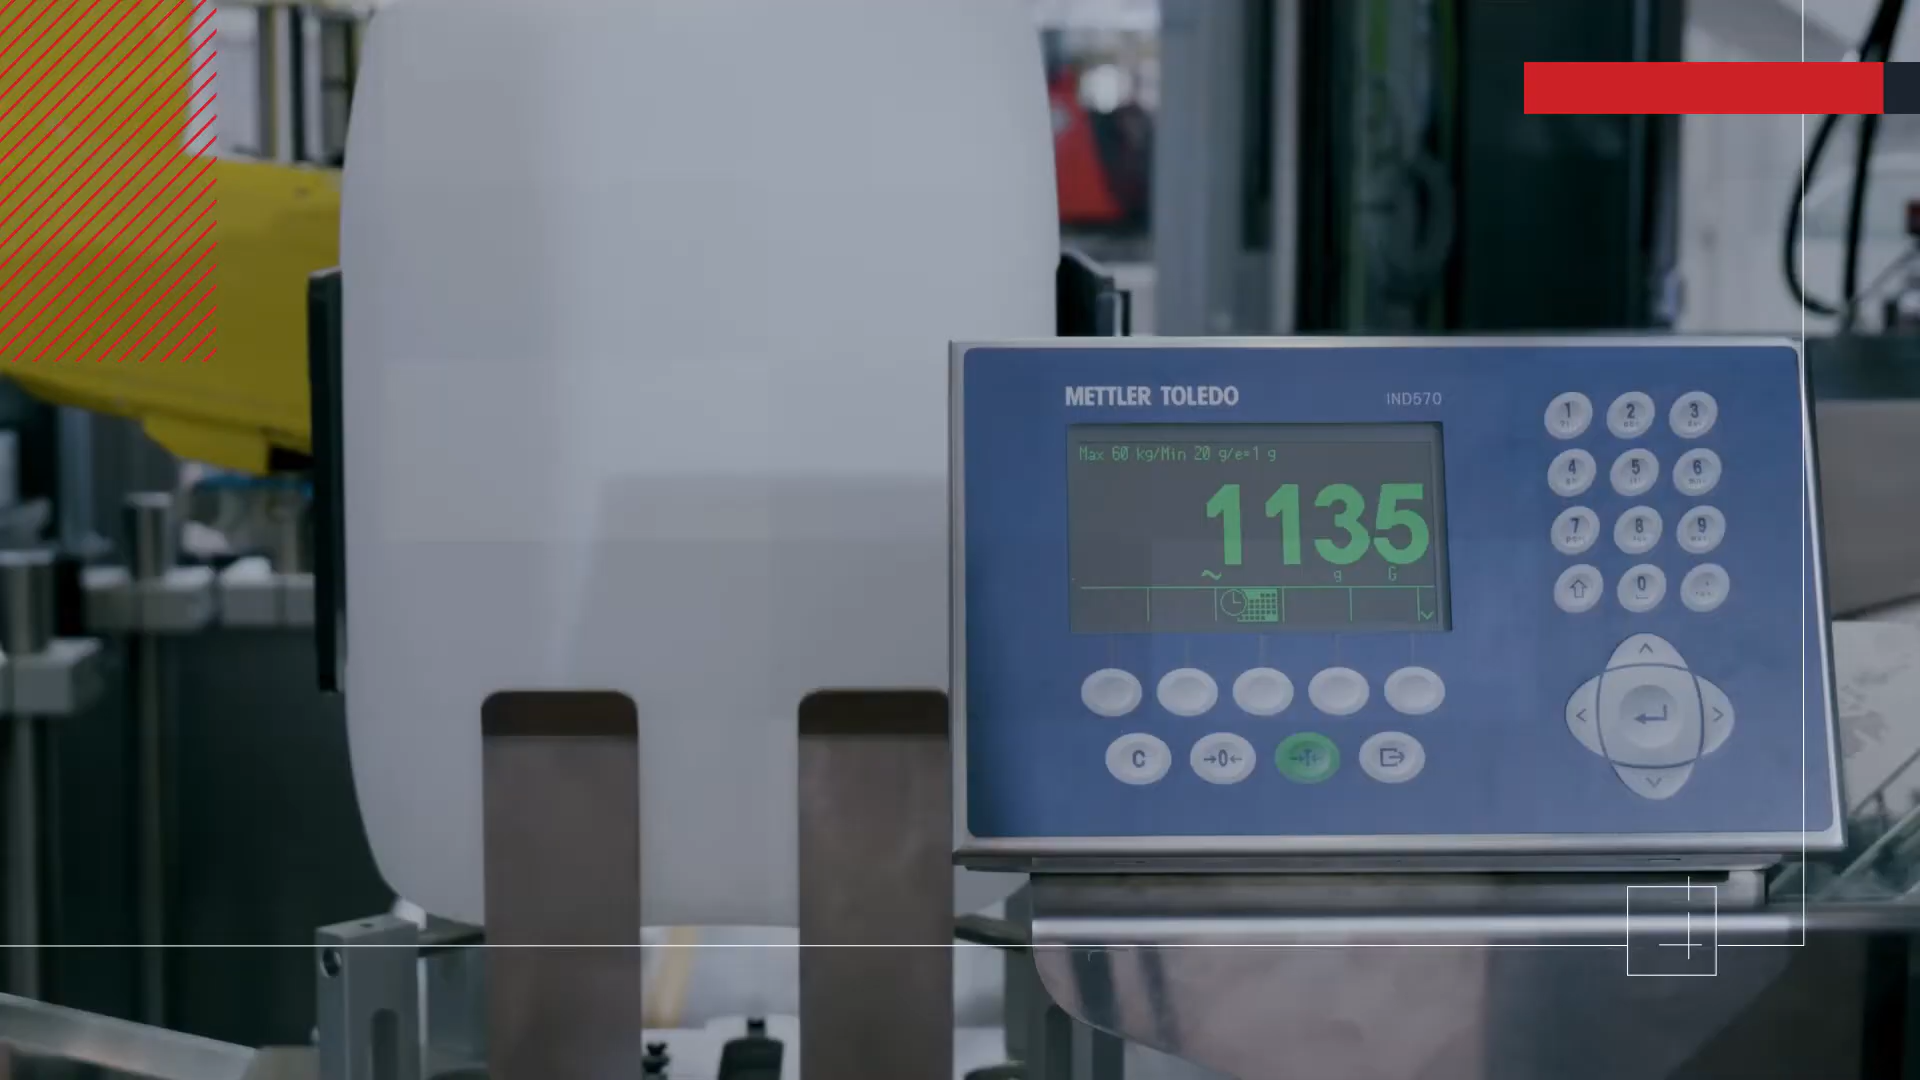 METTLER TOLEDO IND570
Max 60 kg/Min 20 g/e=1 g
1135
~ g G
1 2 3
4 5 6
7 8 9
0
C →0← →T←